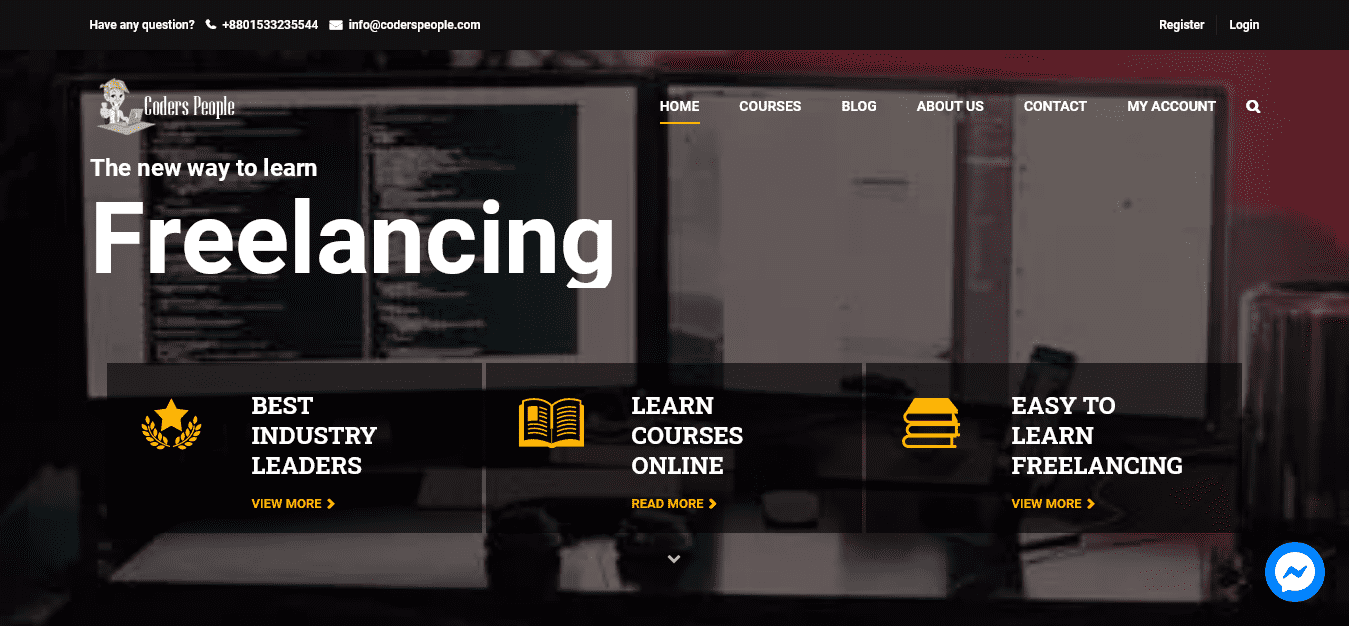 Have any question? +8801533235544 info@coderspeople.com Register Login
Coders People HOME COURSES BLOG ABOUT US CONTACT MY ACCOUNT
The new way to learn
Freelancing
BEST
INDUSTRY
LEADERS
VIEW MORE
LEARN
COURSES
ONLINE
READ MORE
EASY TO
LEARN
FREELANCING
VIEW MORE